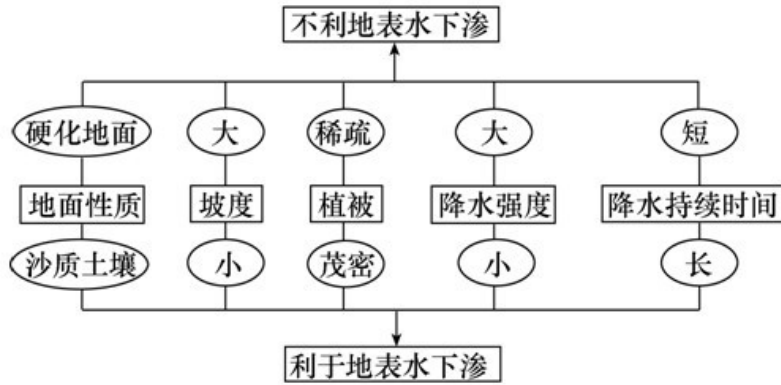 不利地表水下渗
硬化地面 大 稀疏 大 短
地面性质 坡度 植被 降水强度 降水持续时间
沙质土壤 小 茂密 小 长
利于地表水下渗